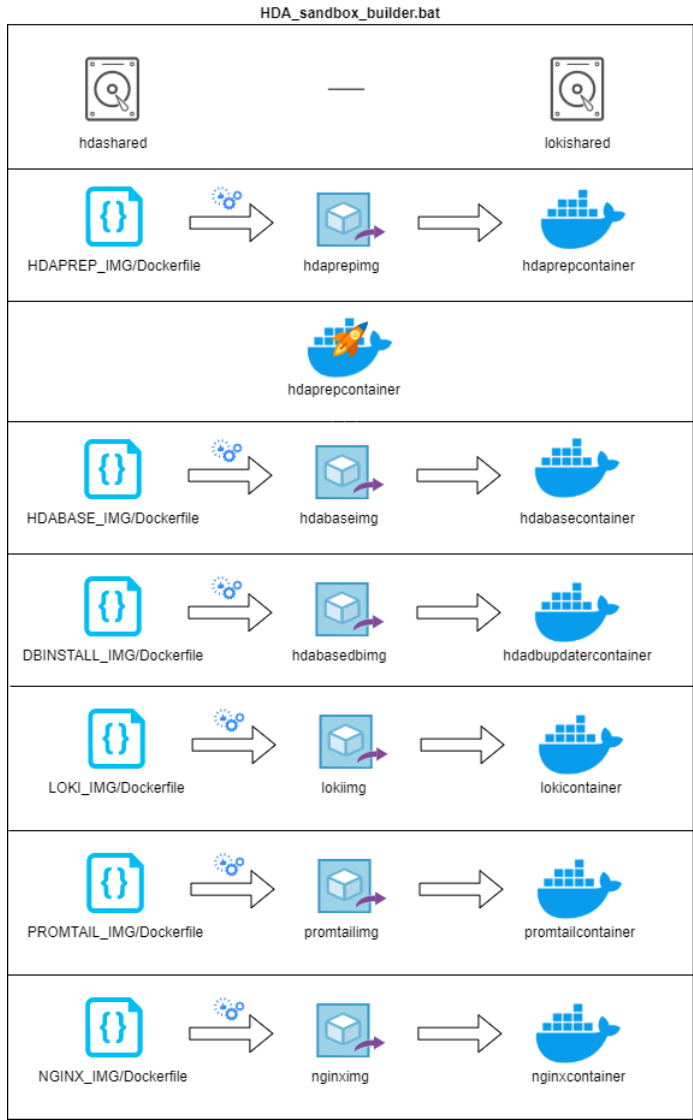 HDA_sandbox_builder.bat
hdashared
lokishared
HDAPREP_IMG/Dockerfile
hdaprepimg
hdaprepcontainer
hdaprepcontainer
HDABASE_IMG/Dockerfile
hdabaseimg
hdabasecontainer
DBINSTALL_IMG/Dockerfile
hdabasedbimg
hdadbupdatercontainer
LOKI_IMG/Dockerfile
lokiimg
lokicontainer
PROMTAIL_IMG/Dockerfile
promtailimg
promtailcontainer
NGINX_IMG/Dockerfile
nginximg
nginxcontainer